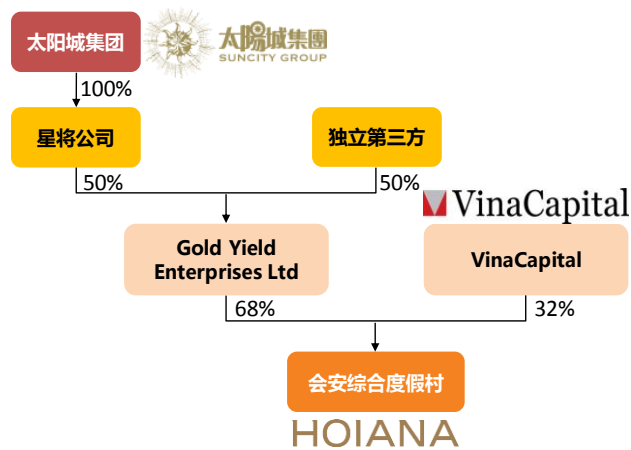 太阳城集团
太陽城集團
SUNCITY GROUP
100%
星将公司
独立第三方
50%
50%
VinaCapital
Gold Yield
Enterprises Ltd
VinaCapital
68%
32%
会安综合度假村
HOIANA